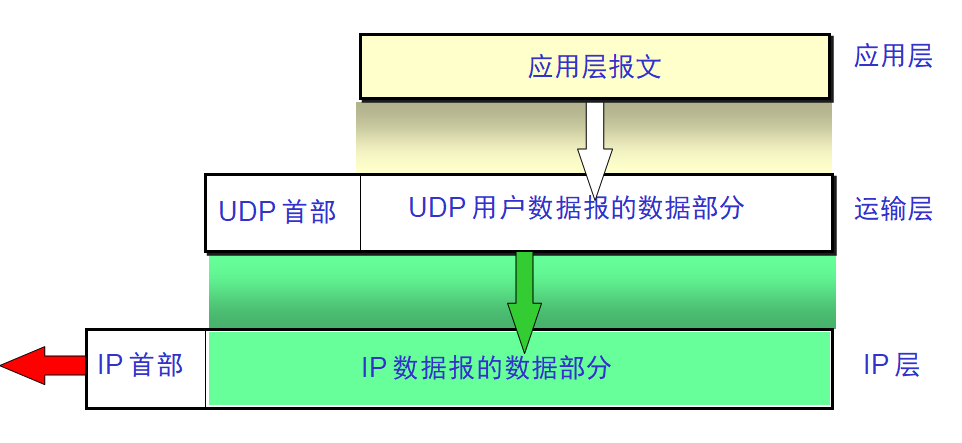 应用层报文
应用层
UDP 首部
UDP 用户数据报的数据部分
运输层
IP 首部
IP 数据报的数据部分
IP 层